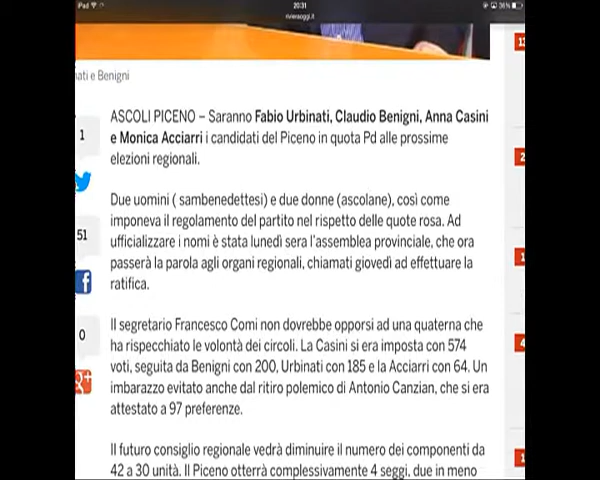 iPad
20:31
rivieraoggi.it
36%
nati e Benigni
ASCOLI PICENO – Saranno Fabio Urbinati, Claudio Benigni, Anna Casini
e Monica Acciarri i candidati del Piceno in quota Pd alle prossime
elezioni regionali.
Due uomini ( sambenedettesi) e due donne (ascolane), così come
imponeva il regolamento del partito nel rispetto delle quote rosa. Ad
ufficializzare i nomi è stata lunedì sera l'assemblea provinciale, che ora
passerà la parola agli organi regionali, chiamati giovedì ad effettuare la
ratifica.
Il segretario Francesco Comi non dovrebbe opporsi ad una quaterna che
ha rispecchiato le volontà dei circoli. La Casini si era imposta con 574
voti, seguita da Benigni con 200, Urbinati con 185 e la Acciarri con 64. Un
imbarazzo evitato anche dal ritiro polemico di Antonio Canzian, che si era
attestato a 97 preferenze.
Il futuro consiglio regionale vedrà diminuire il numero dei componenti da
42 a 30 unità. Il Piceno otterrà complessivamente 4 seggi, due in meno
1
51
0
g+
2
4